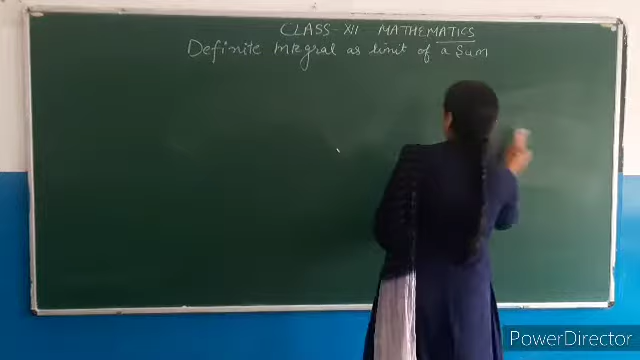 CLASS-XII MATHEMATICS
Definite Integral as limit of a Sum
PowerDirector